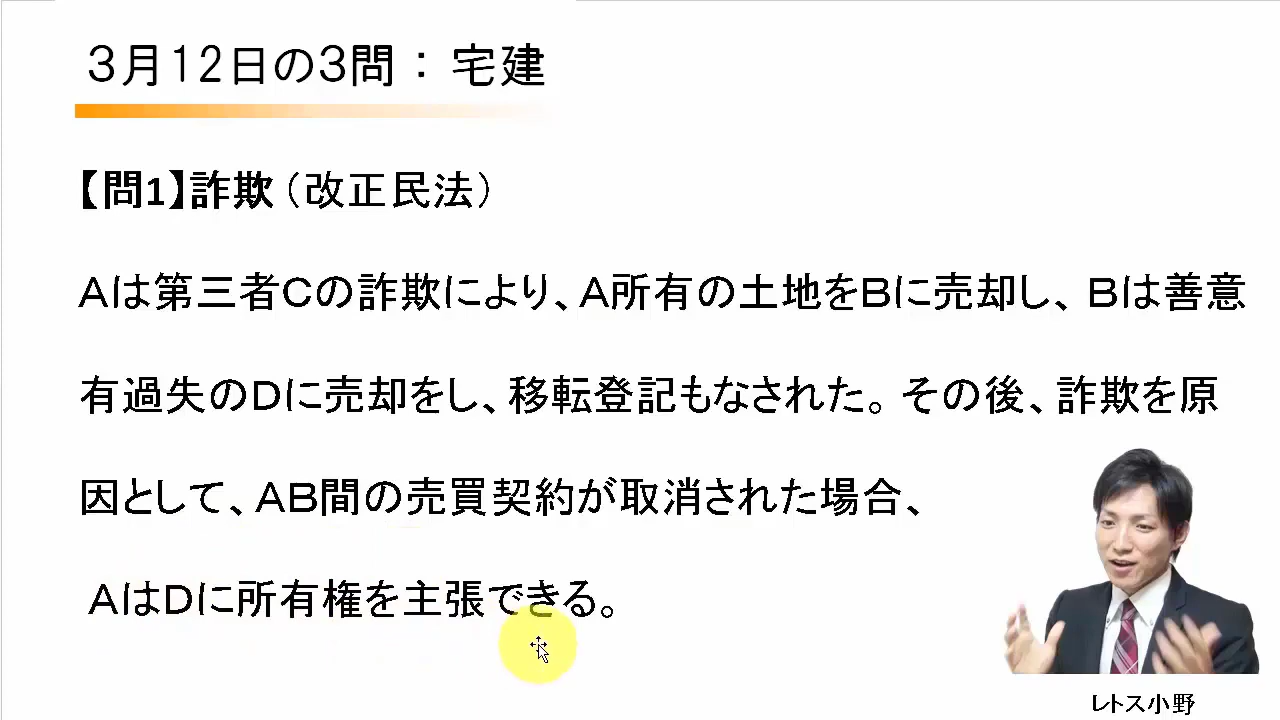 ３月１２日の３問：宅建
【問1】詐欺（改正民法）
Ａは第三者Ｃの詐欺により、Ａ所有の土地をＢに売却し、Ｂは善意
有過失のＤに売却をし、移転登記もなされた。その後、詐欺を原
因として、ＡＢ間の売買契約が取消された場合、
ＡはＤに所有権を主張できる。
レトス小野